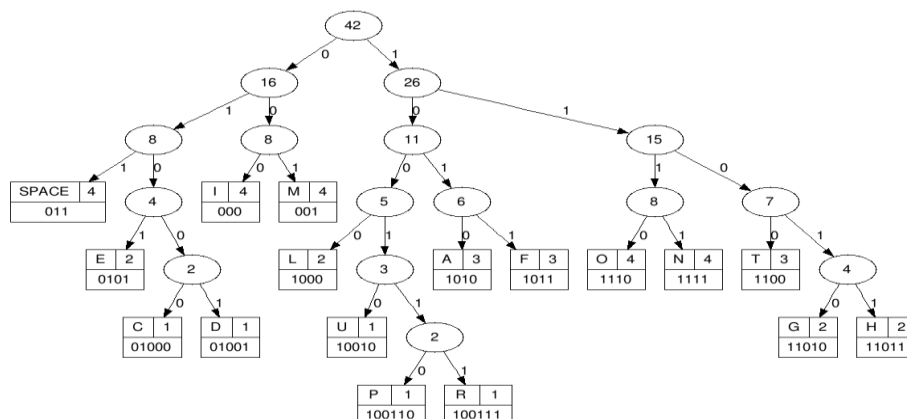 42
0 1
16 26
1 0 0 1
8 8 11 15
1 0 0 1 0 1 1 0
SPACE 4 I 4 M 4
011 000 001
4 5 6 8 7
1 0 0 1 0 1 0 1 0 1
E 2 L 2 A 3 F 3 O 4 N 4 T 3
0101 1000 1010 1011 1110 1111 1100
2 3 4
0 1 0 1 0 1
C 1 D 1 U 1 G 2 H 2
01000 01001 10010 11010 11011
2
0 1
P 1 R 1
100110 100111